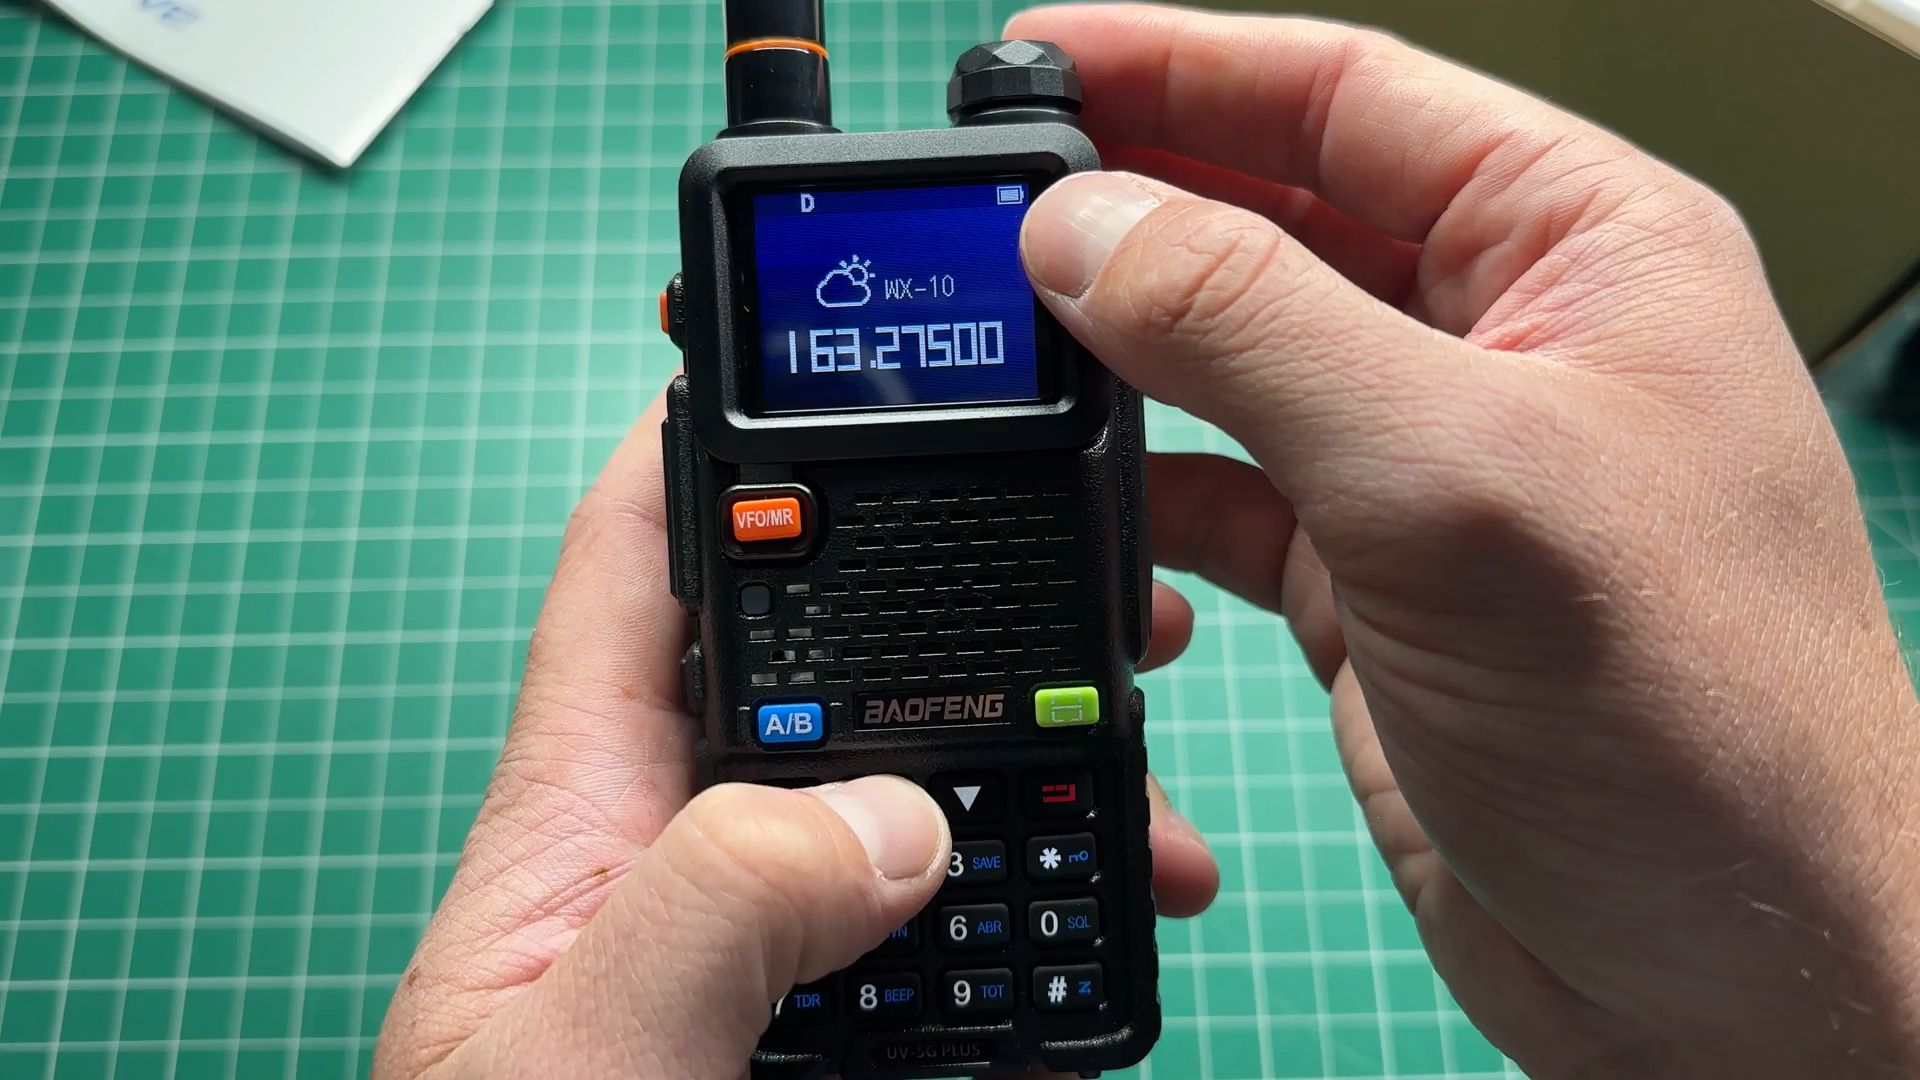 VE
D
WX-10
163.27500
VFO/MR
A/B
BAOFENG
3 SAVE
*
6 ABR
0 SQL
TDR
8 BEEP
9 TOT
#
UV-5G PLUS